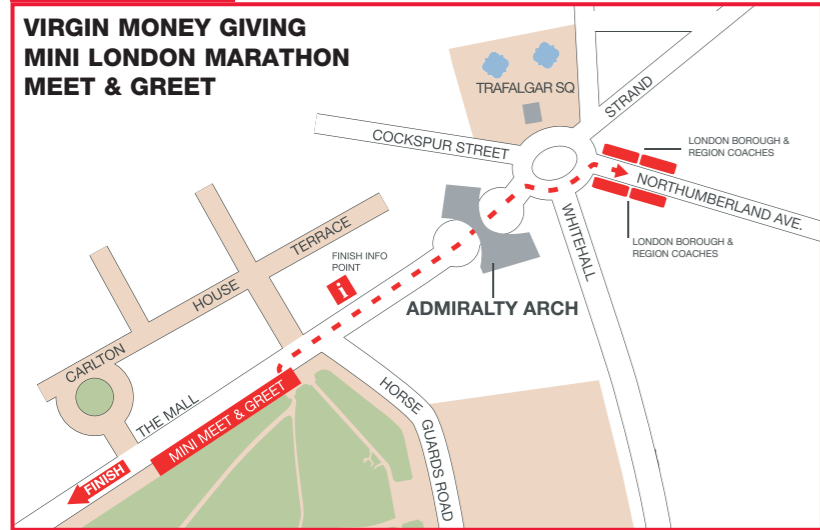 VIRGIN MONEY GIVING
MINI LONDON MARATHON
MEET & GREET
TRAFALGAR SQ
STRAND
COCKSPUR STREET
LONDON BOROUGH &
REGION COACHES
NORTHUMBERLAND AVE.
LONDON BOROUGH &
REGION COACHES
WHITEHALL
CARLTON HOUSE TERRACE
FINISH INFO
POINT
i
ADMIRALTY ARCH
THE MALL
MINI MEET & GREET
HORSE GUARDS ROAD
FINISH